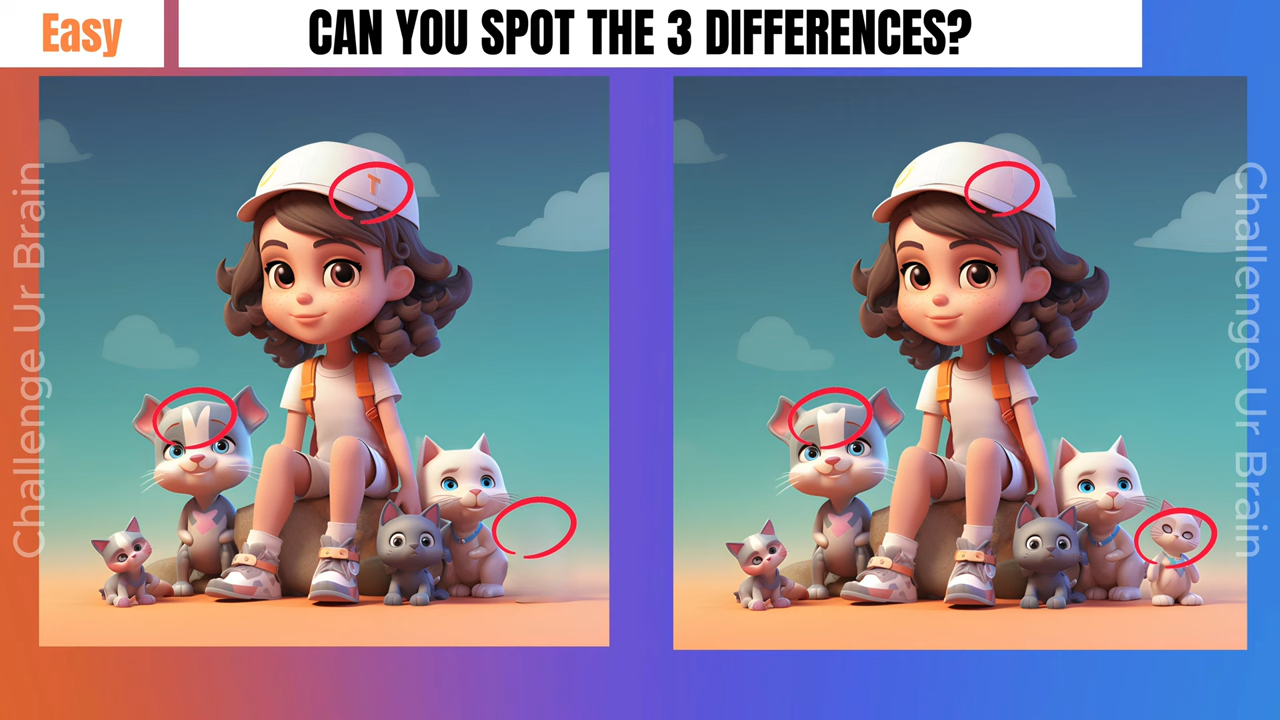 Easy
CAN YOU SPOT THE 3 DIFFERENCES?
Challenge Ur Brain
T
Challenge Ur Brain